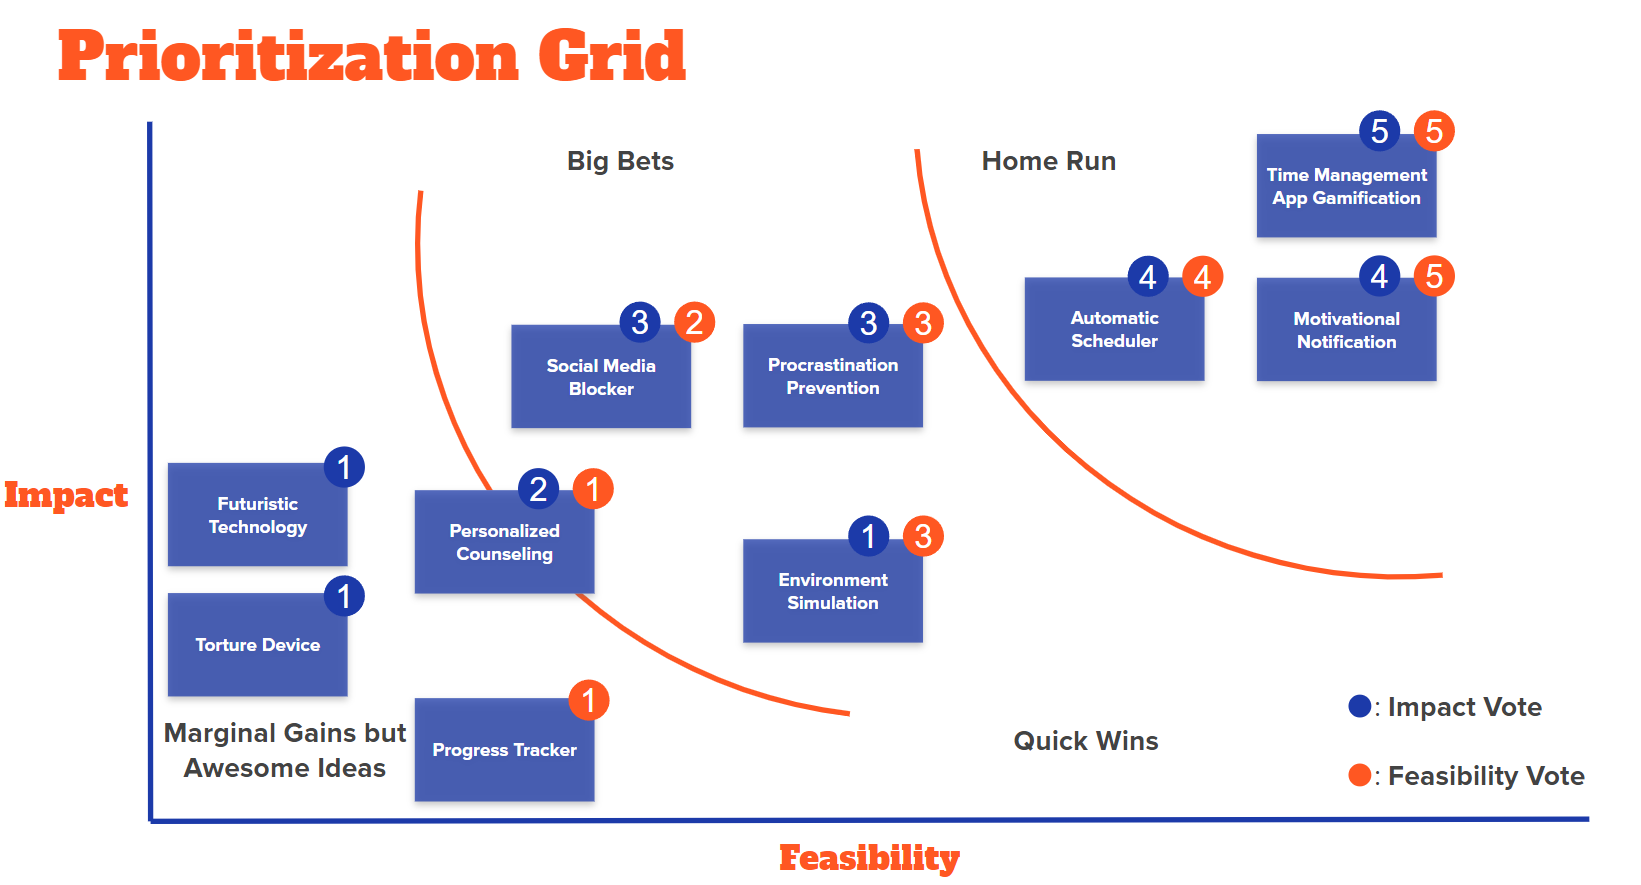 Prioritization Grid
Big Bets
Home Run
5 5
Time Management
App Gamification
4 4
Automatic
Scheduler
4 5
Motivational
Notification
3 2
Social Media
Blocker
3 3
Procrastination
Prevention
Impact
1
Futuristic
Technology
2 1
Personalized
Counseling
1 3
Environment
Simulation
1
Torture Device
1
Progress Tracker
Marginal Gains but
Awesome Ideas
Quick Wins
: Impact Vote
: Feasibility Vote
Feasibility